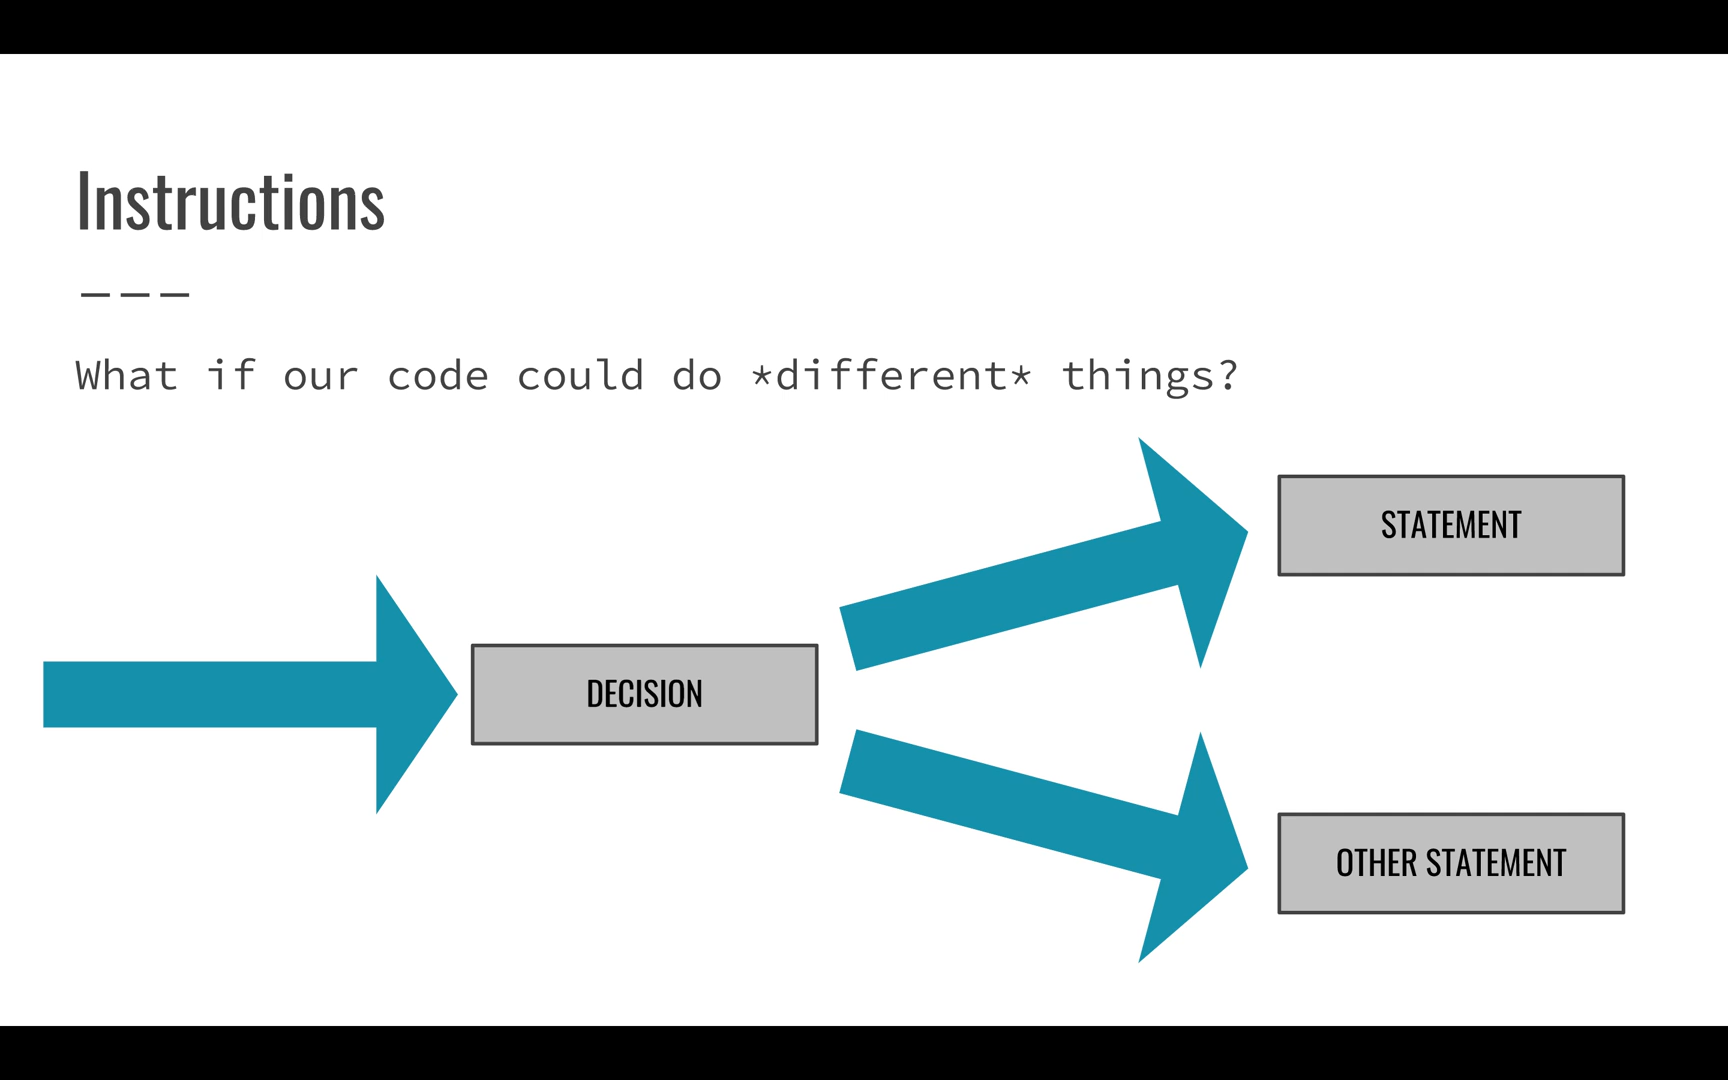 Instructions
———
What if our code could do *different* things?
STATEMENT
DECISION
OTHER STATEMENT